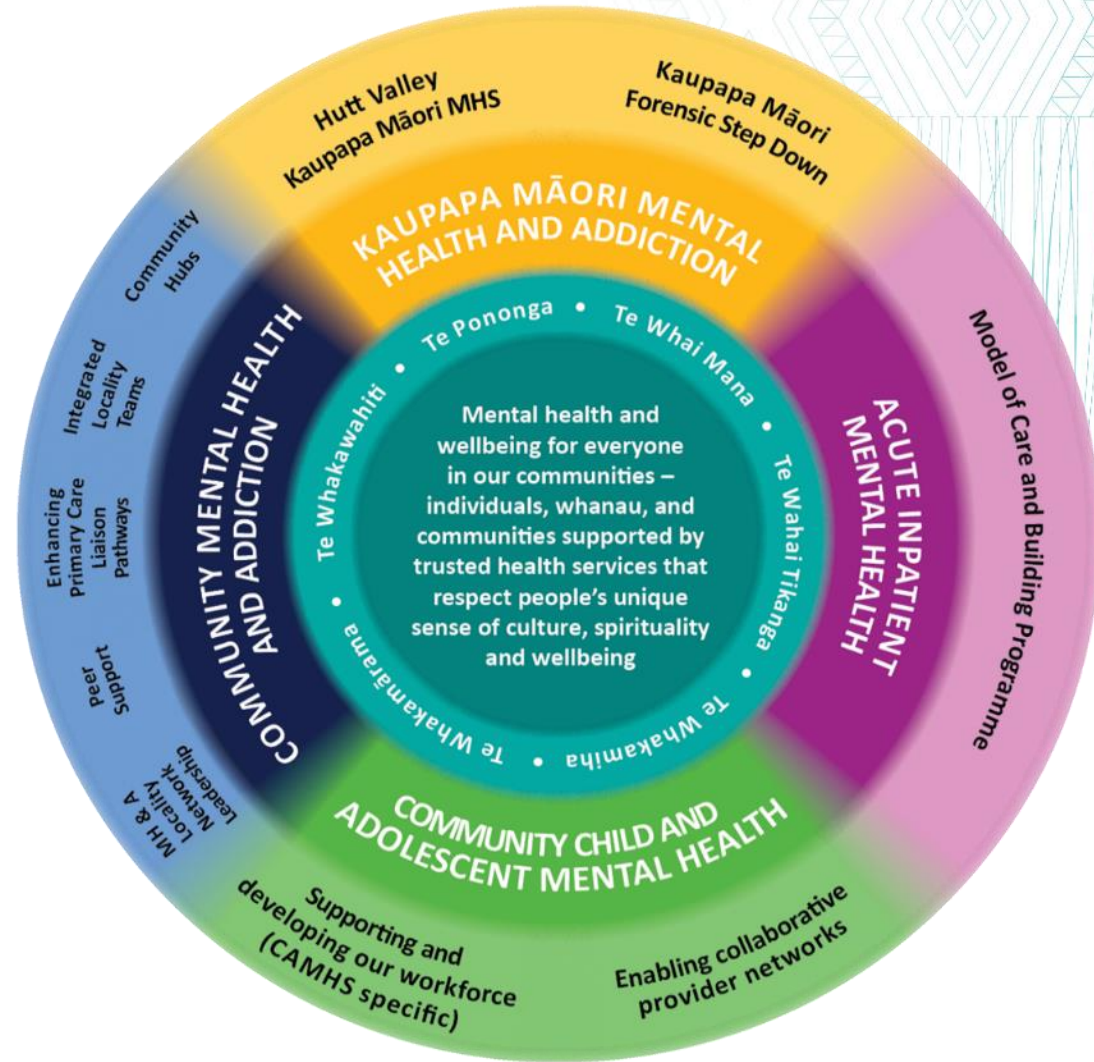 Hutt Valley
Kaupapa Māori MHS
Kaupapa Māori
Forensic Step Down
KAUPAPA MĀORI MENTAL
HEALTH AND ADDICTION
Community
Hubs
Integrated
Locality
Teams
Enhancing
Primary Care
Liaison
Pathways
Peer
Support
MH & A
Locality
Network
Leadership
COMMUNITY MENTAL HEALTH
AND ADDICTION
Te Whakawahiti • Te Pononga • Te Whai Mana • Te Wahai Tikanga • Te Whakamiha • Te Whakamārama •
Mental health and
wellbeing for everyone
in our communities –
individuals, whanau, and
communities supported by
trusted health services that
respect people’s unique
sense of culture, spirituality
and wellbeing
ACUTE INPATIENT
MENTAL HEALTH
Model of Care and Building Programme
COMMUNITY CHILD AND
ADOLESCENT MENTAL HEALTH
Supporting and
developing our workforce
(CAMHS specific)
Enabling collaborative
provider networks